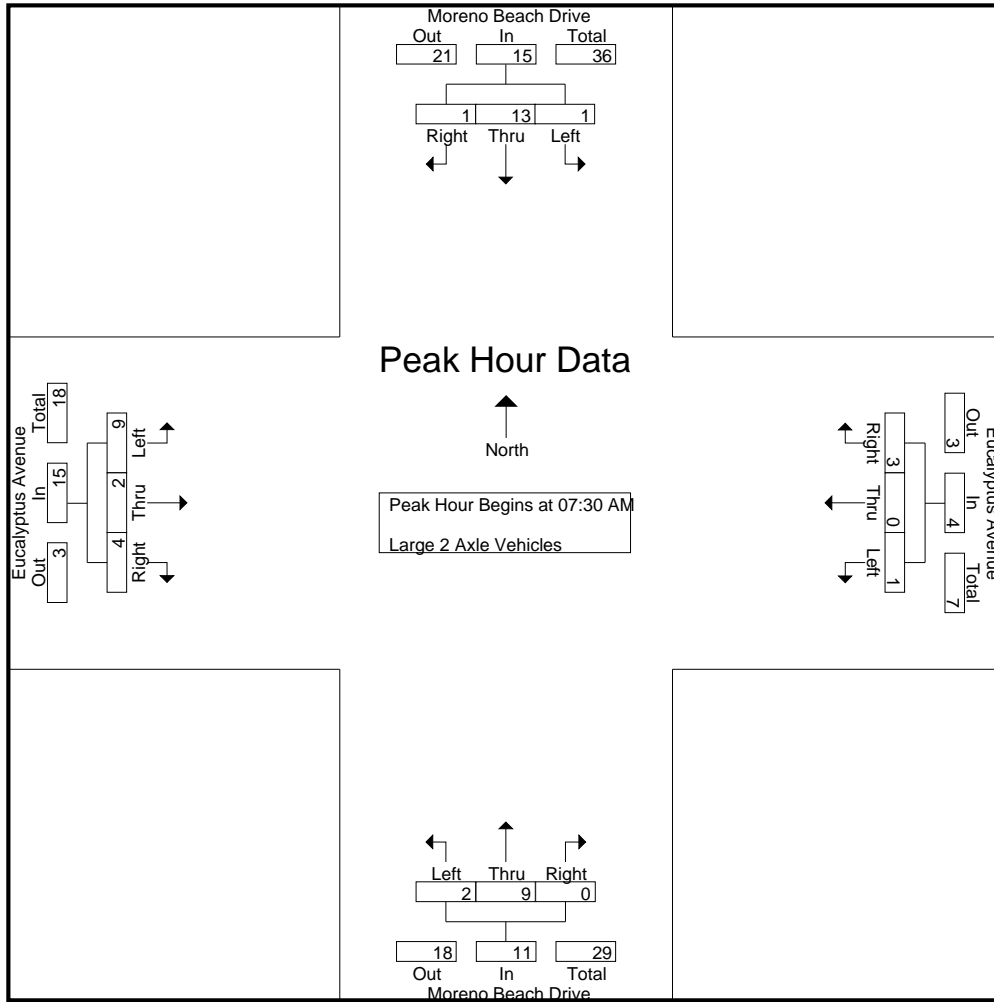 Moreno Beach Drive
Out In Total
21 15 36
1 13 1
Right Thru Left
Peak Hour Data
North
Peak Hour Begins at 07:30 AM
Large 2 Axle Vehicles
Eucalyptus Avenue
Total In Out
18 15 3
9 2 4
Left Thru Right
Eucalyptus Avenue
Out In Total
3 4 7
Right Thru Left
3 0 1
Left Thru Right
2 9 0
18 11 29
Out In Total
Moreno Beach Drive